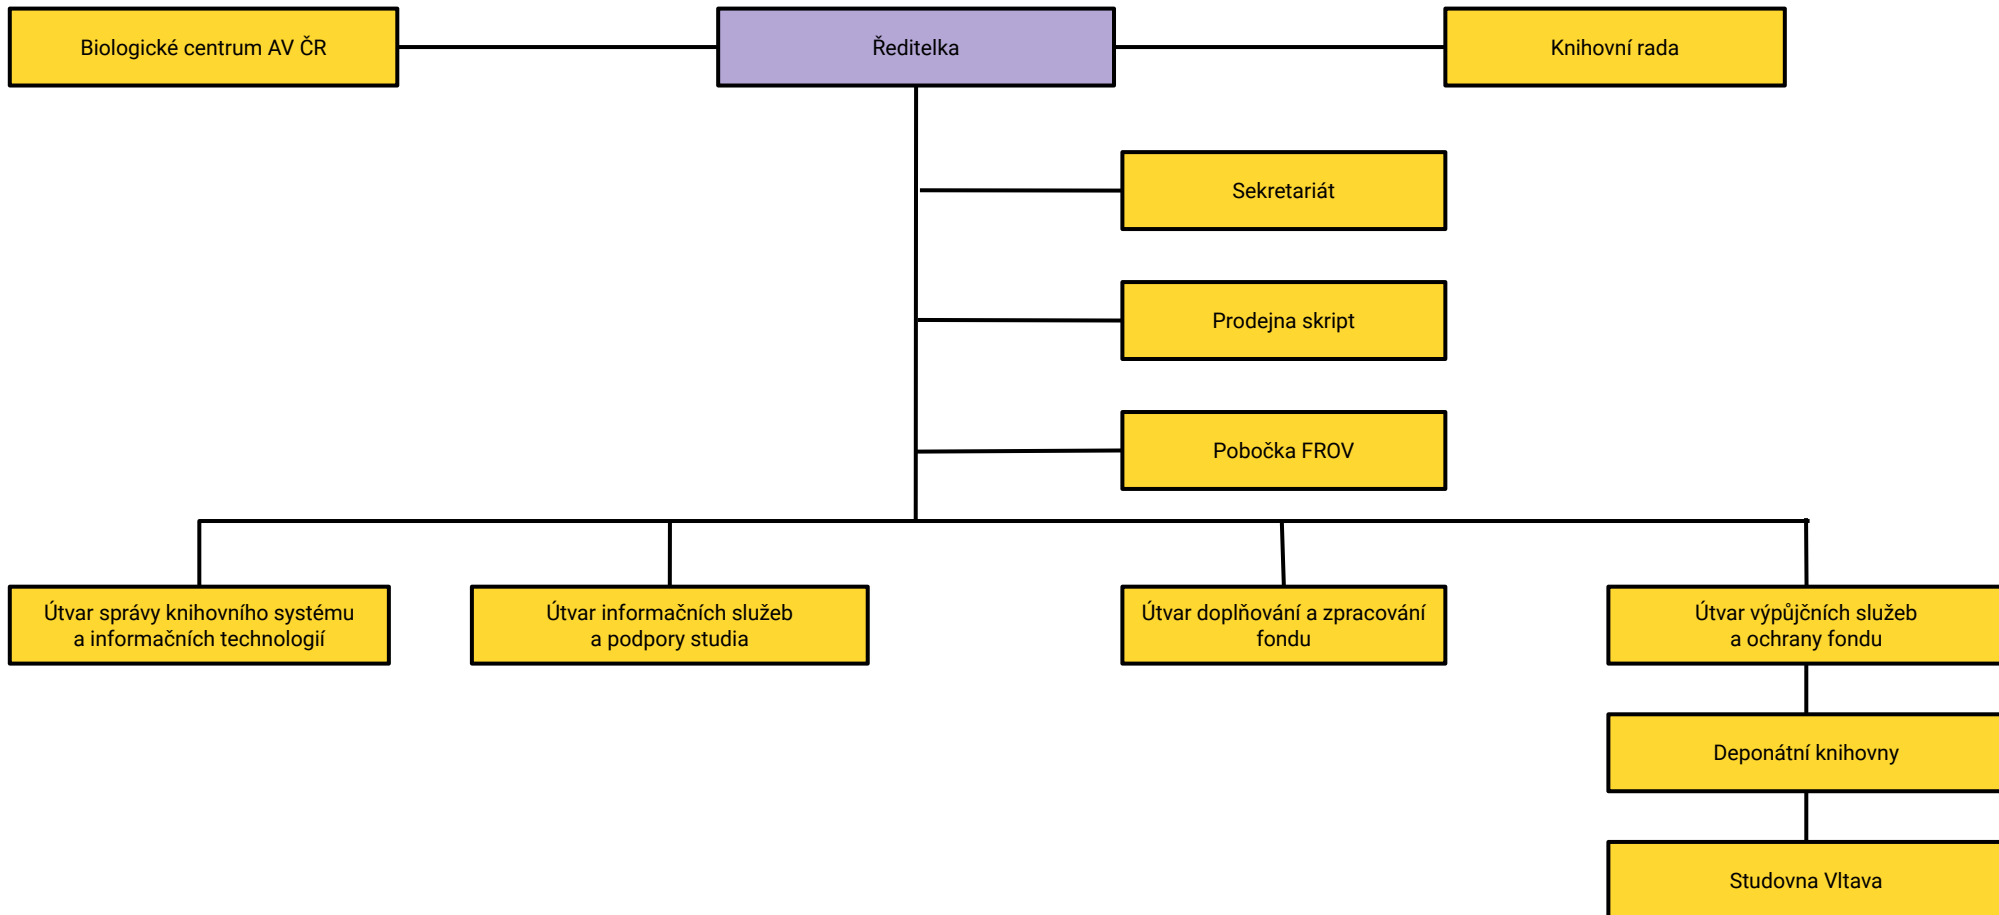 Biologické centrum AV ČR
Ředitelka
Knihovní rada
Sekretariát
Prodejna skript
Pobočka FROV
Útvar správy knihovního systému
a informačních technologií
Útvar informačních služeb
a podpory studia
Útvar doplňování a zpracování
fondu
Útvar výpůjčních služeb
a ochrany fondu
Deponátní knihovny
Studovna Vltava